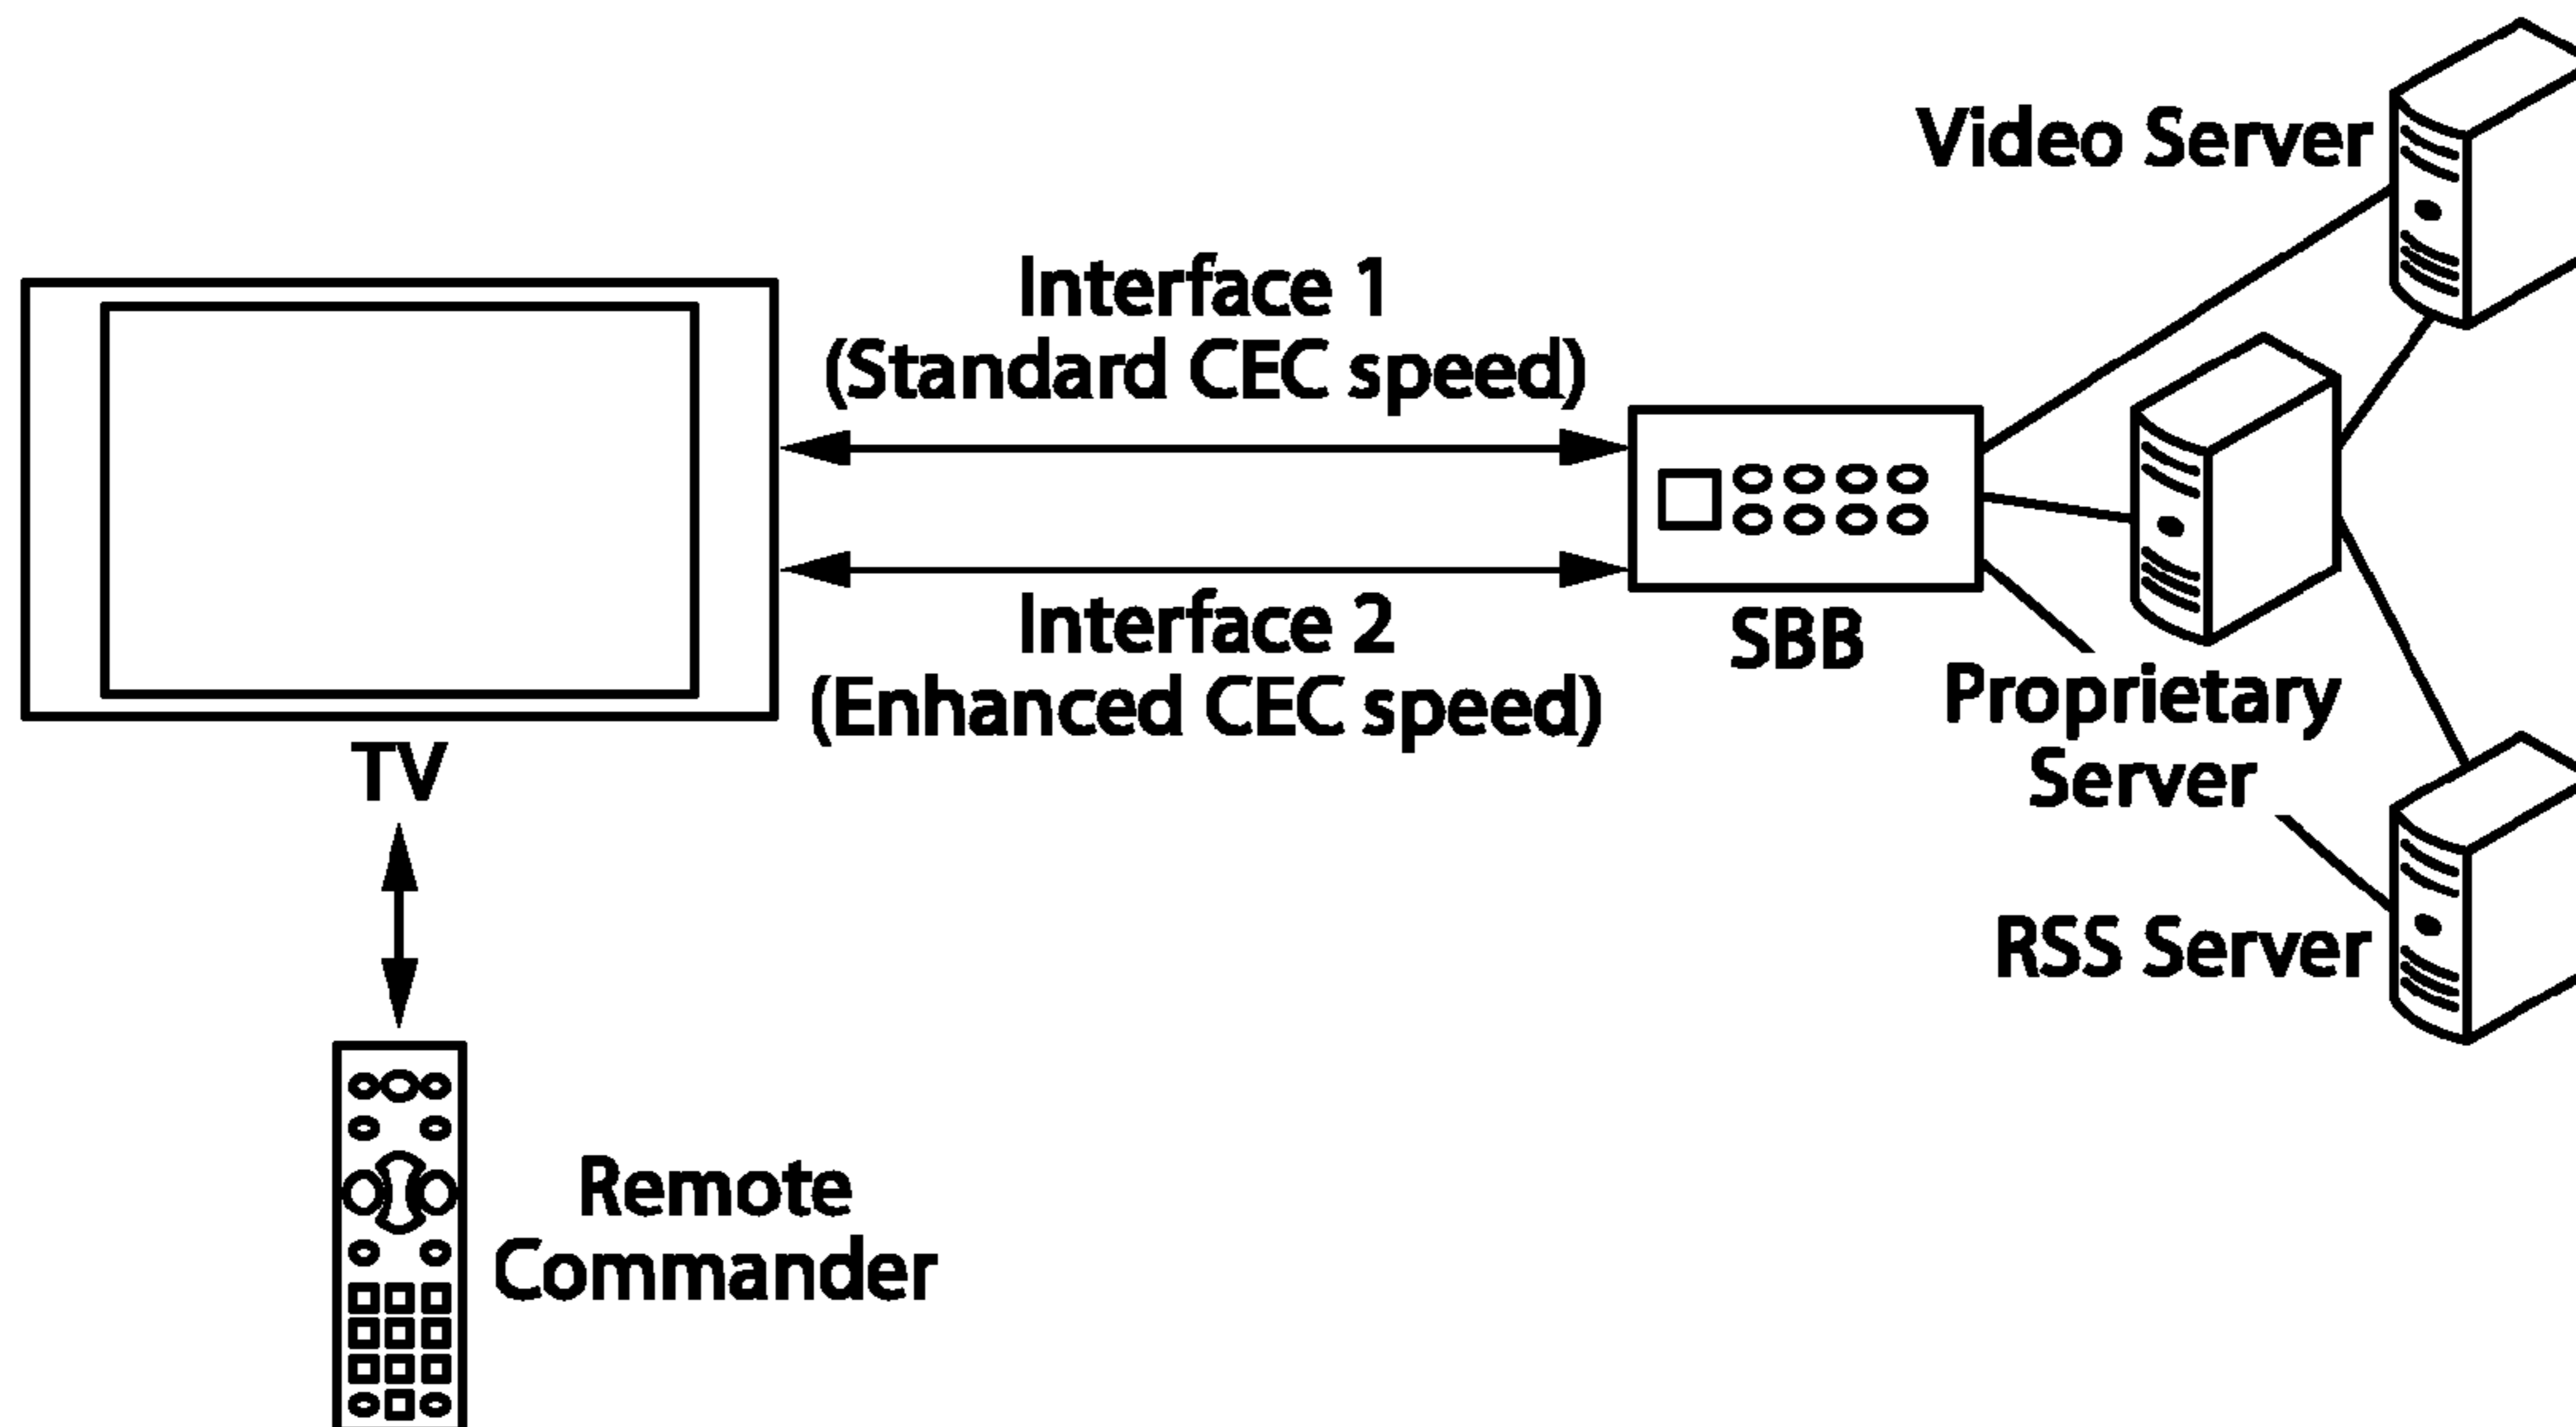 Video Server
Interface 1
(Standard CEC speed)
Interface 2
(Enhanced CEC speed)
SBB
Proprietary
Server
TV
RSS Server
Remote
Commander